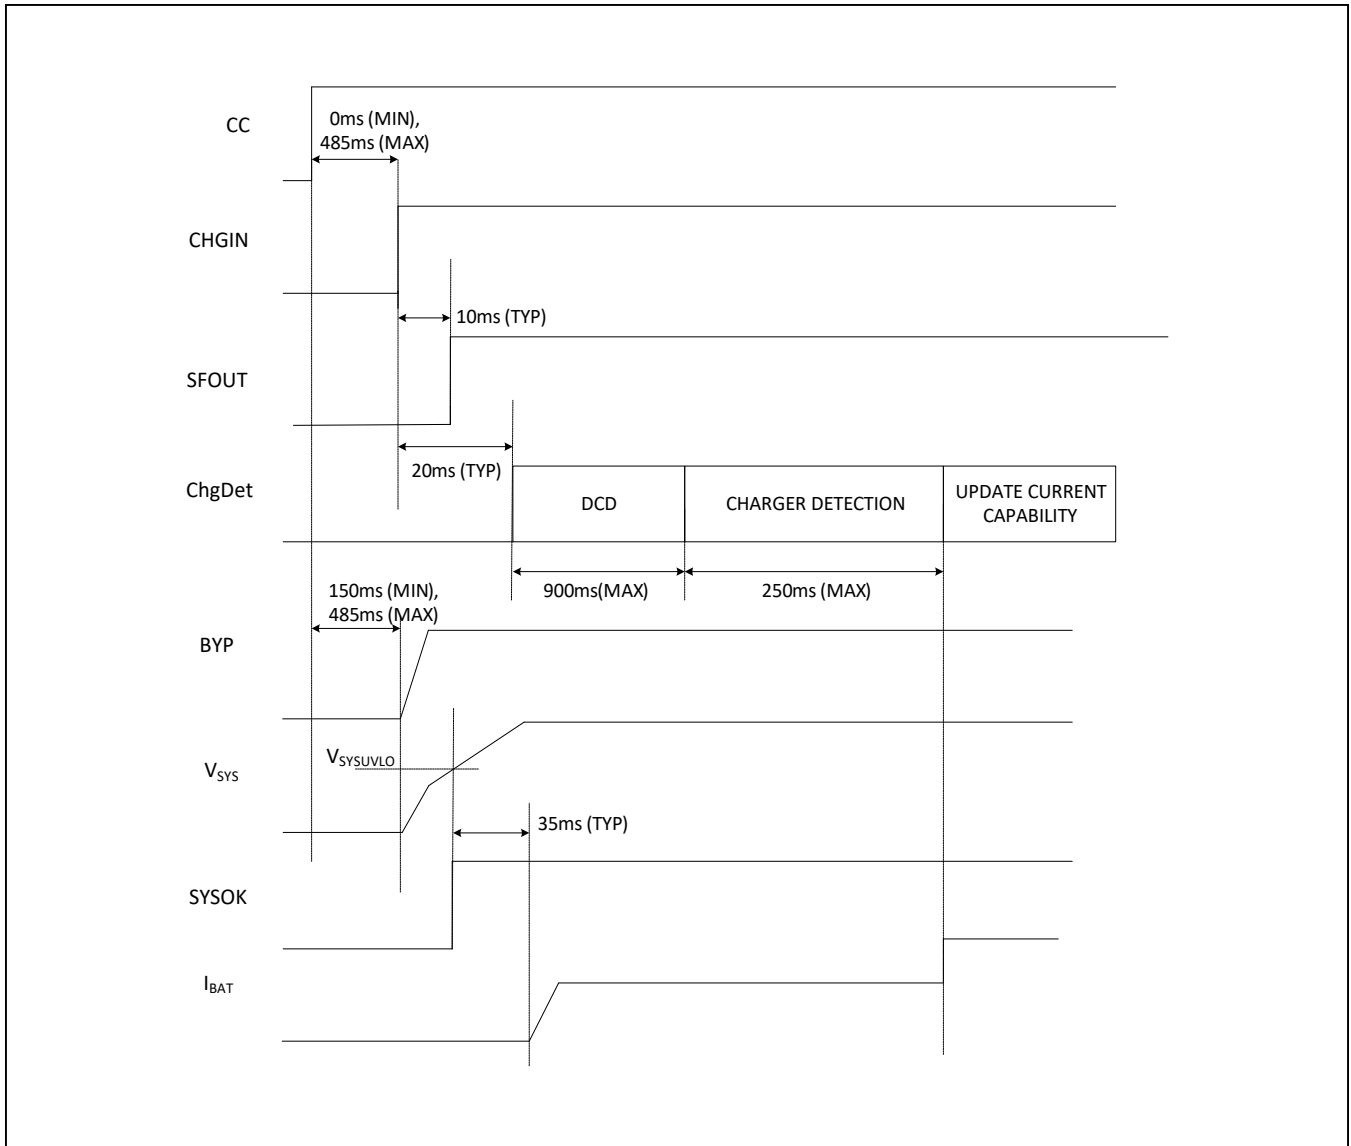 CC
0ms (MIN),
485ms (MAX)
CHGIN
10ms (TYP)
SFOUT
20ms (TYP)
ChgDet
DCD
CHARGER DETECTION
UPDATE CURRENT
CAPABILITY
900ms(MAX)
250ms (MAX)
150ms (MIN),
485ms (MAX)
BYP
VSYSUVLO
VSYS
35ms (TYP)
SYSOK
IBAT